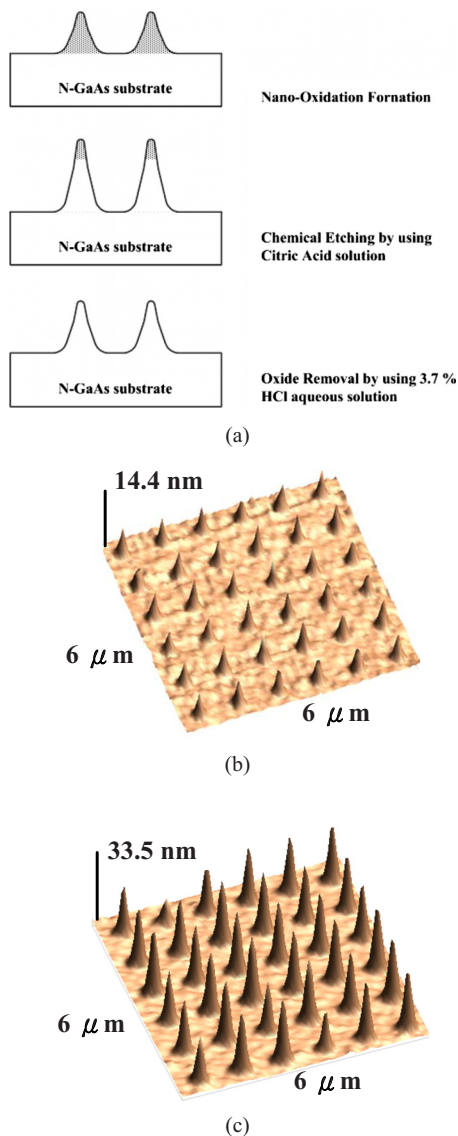 N-GaAs substrate
Nano-Oxidation Fornation
N-GaAs substrate
Chemical Etching by using
Citric Acid solution
N-GaAs substrate
Oxide Removal by using 3.7 %
HCl aqueous solution
(a)
14.4 nm
6 μm
6 μm
(b)
33.5 nm
6 μm
6 μm
(c)